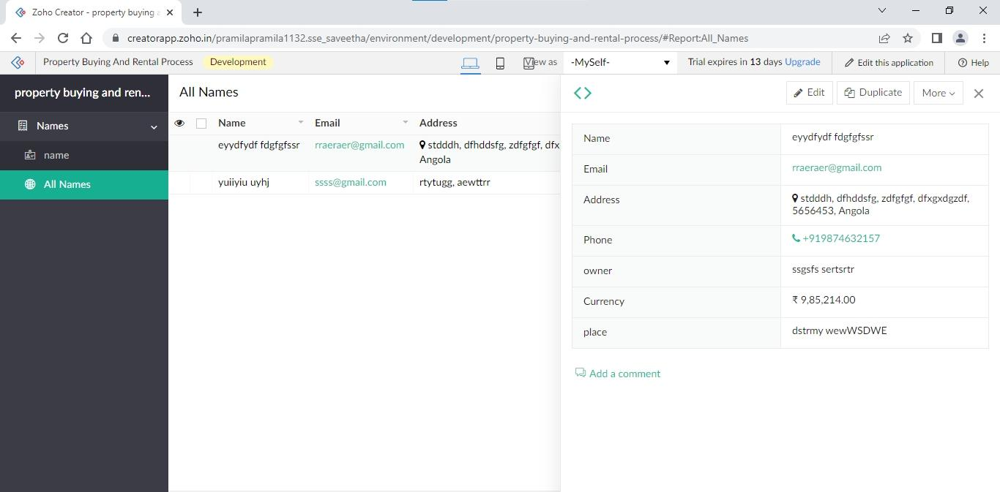 Zoho Creator - property buying a
creatorapp.zoho.in/pramilapramila1132.sse_saveetha/environment/development/property-buying-and-rental-process/#Report:All_Names
Property Buying And Rental Process Development View as -MySelf- Trial expires in 13 days Upgrade Edit this application Help
property buying and ren...
Names
name
All Names
All Names
Name Email Address
eyydfydf fdgfgfssr rraeraer@gmail.com stdddh, dfhddsfg, zdfgfgf, dfx
Angola
yuiiyiu uyhj ssss@gmail.com rtytugg, aewttrr
Edit Duplicate More
Name eyydfydf fdgfgfssr
Email rraeraer@gmail.com
Address stdddh, dfhddsfg, zdfgfgf, dfxgxdgzdf,
5656453, Angola
Phone +919874632157
owner ssgsfs sertsrtr
Currency ₹ 9,85,214.00
place dstrmy wewWSDWE
Add a comment